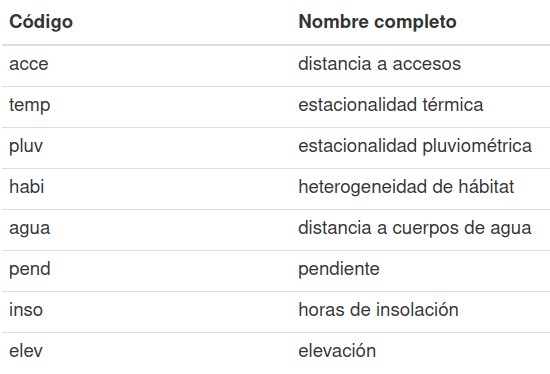 Código Nombre completo
acce distancia a accesos
temp estacionalidad térmica
pluv estacionalidad pluviométrica
habi heterogeneidad de hábitat
agua distancia a cuerpos de agua
pend pendiente
inso horas de insolación
elev elevación